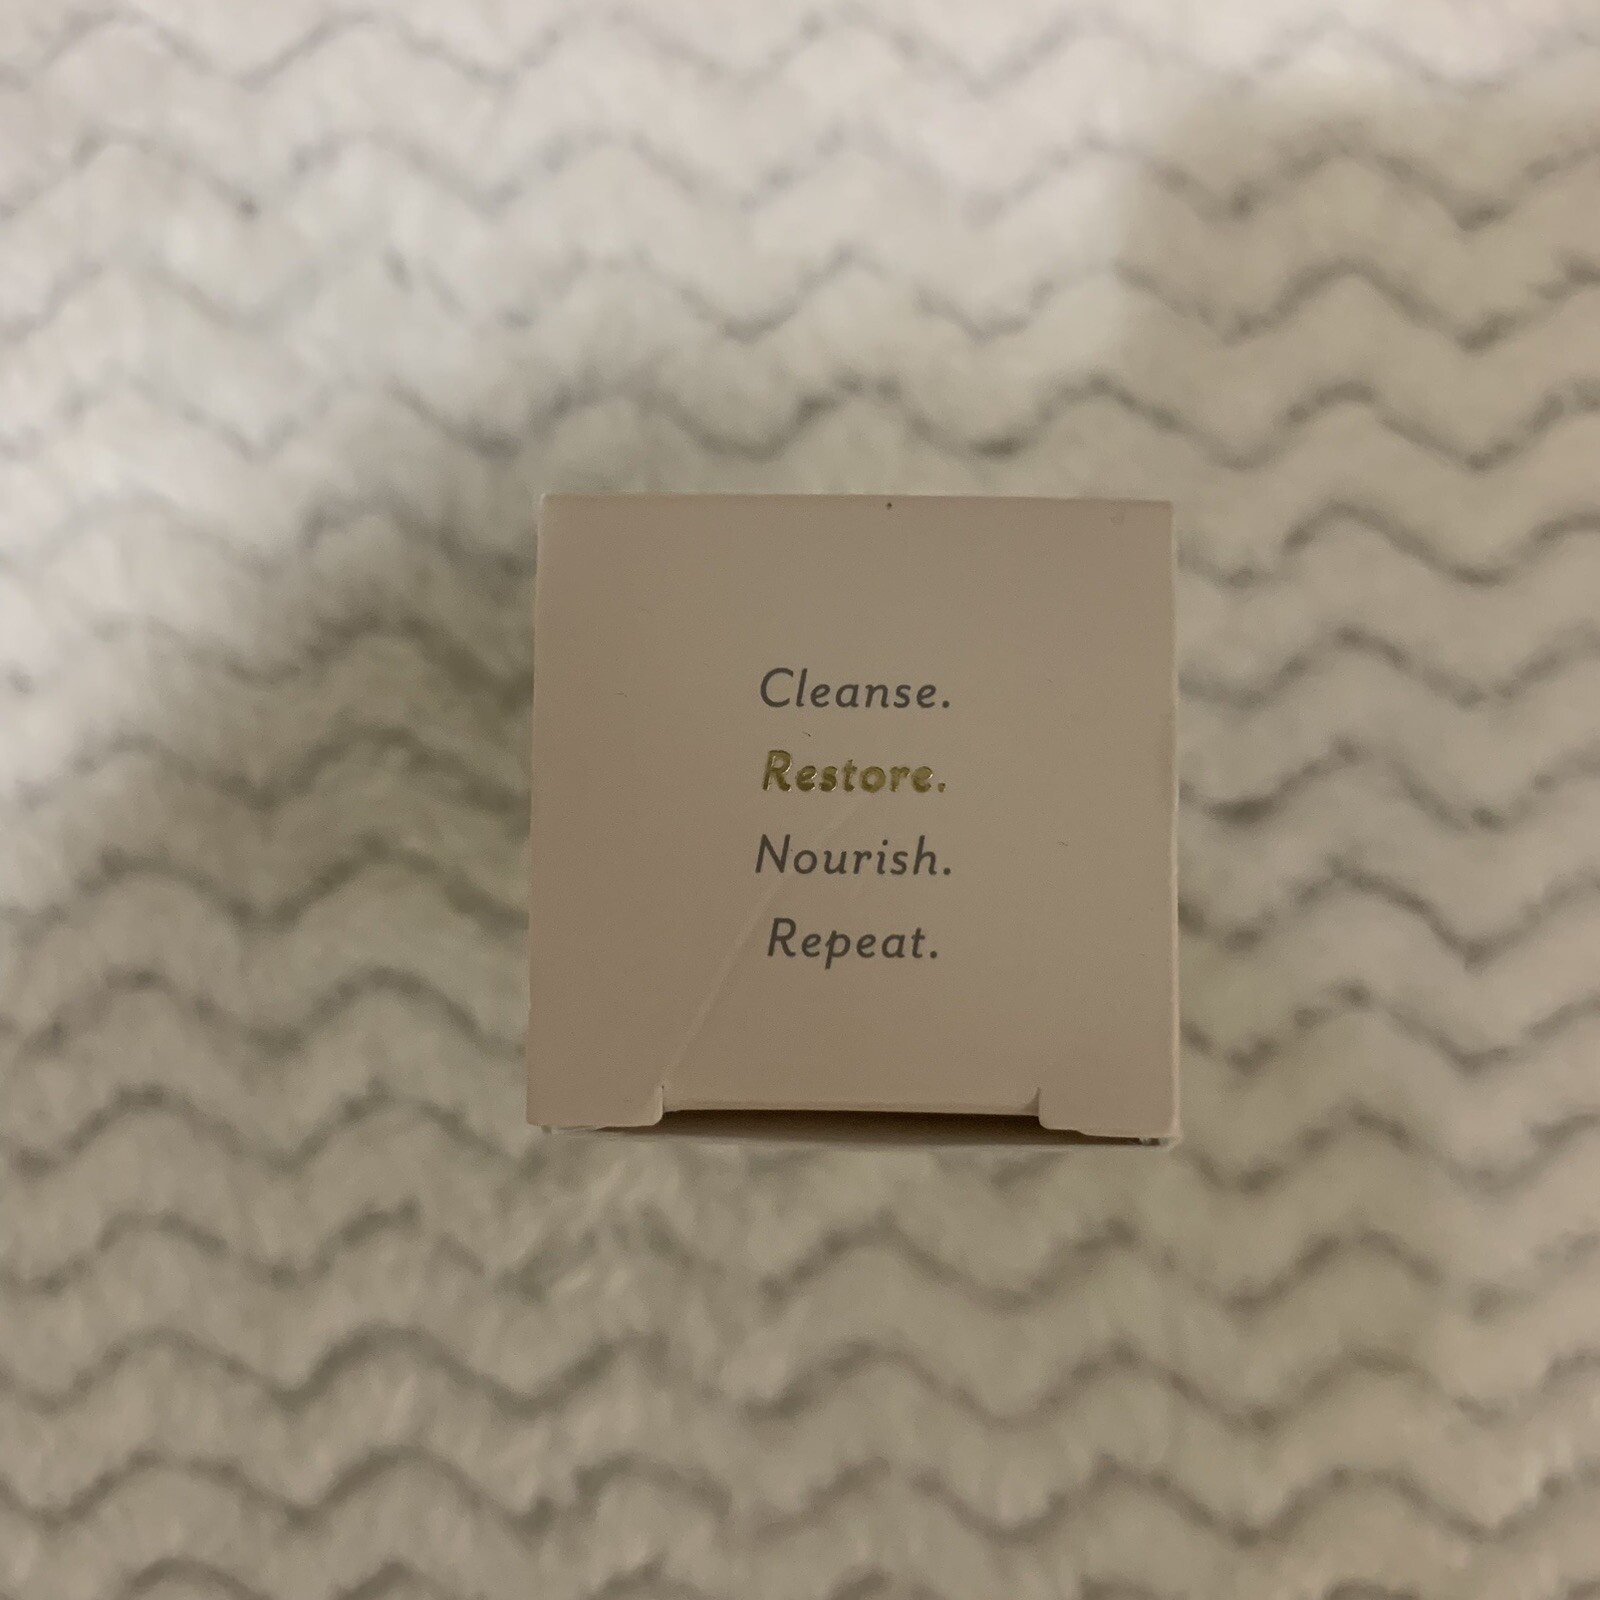 Cleanse.
Restore.
Nourish.
Repeat.